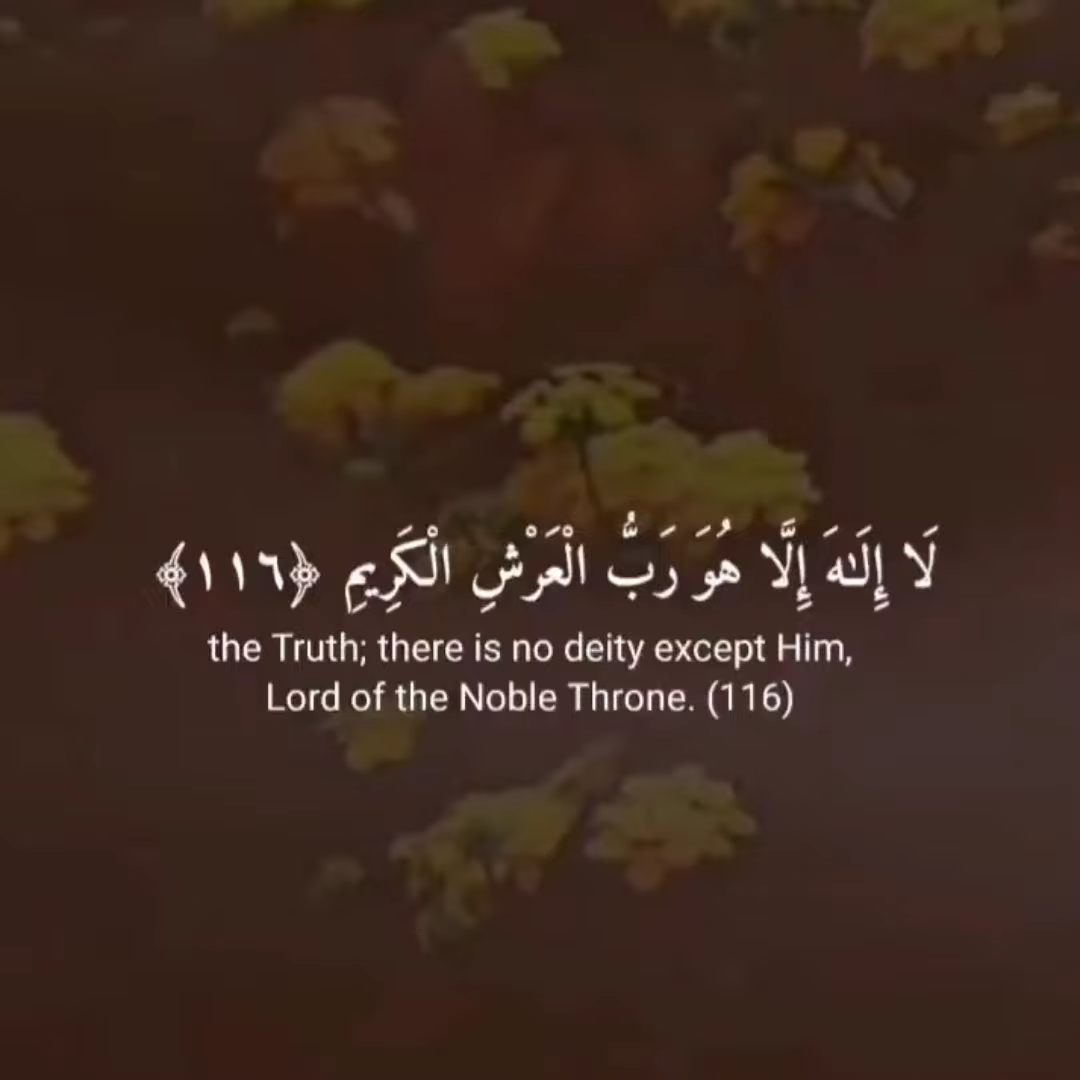 لَا إِلَـٰهَ إِلَّا هُوَ رَبُّ الْعَرْشِ الْكَرِيمِ ﴿١١٦﴾
the Truth; there is no deity except Him,
Lord of the Noble Throne. (116)